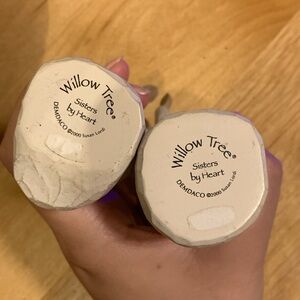 Willow Tree®
Sisters
by Heart
DEMDACO ©2000 Susan Lordi
Willow Tree®
Sisters
by Heart
DEMDACO ©2000 Susan Lordi